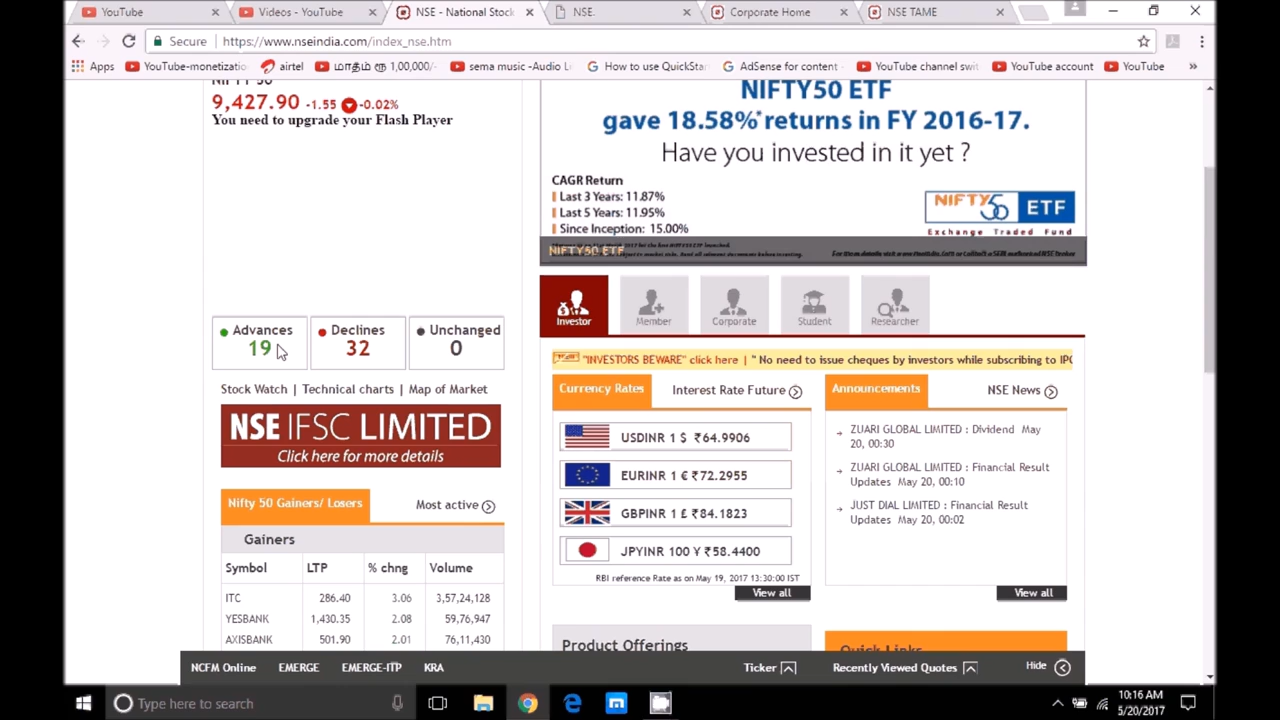 YouTube
Videos - YouTube
NSE - National Stock
NSE.
Corporate Home
NSE TAME
Secure
https://www.nseindia.com/index_nse.htm
Apps
YouTube-monetizatio
airtel
மாதம் ரூ 1,00,000/-
sema music -Audio Li
How to use QuickStar
AdSense for content
YouTube channel swit
YouTube account
YouTube
»
NIFTY 50
9,427.90 -1.55 -0.02%
You need to upgrade your Flash Player
NIFTY50 ETF
gave 18.58%* returns in FY 2016-17.
Have you invested in it yet ?
CAGR Return
Last 3 Years: 11.87%
Last 5 Years: 11.95%
Since Inception: 15.00%
NIFTY 50 ETF
Exchange Traded Fund
NIFTY50 ETF
Advances
19
Declines
32
Unchanged
0
Stock Watch | Technical charts | Map of Market
NSE IFSC LIMITED
Click here for more details
Nifty 50 Gainers/ Losers
Most active
Gainers
Symbol LTP % chng Volume
ITC 286.40 3.06 3,57,24,128
YESBANK 1,430.35 2.08 59,76,947
AXISBANK 501.90 2.01 76,11,430
Investor
Member
Corporate
Student
Researcher
"INVESTORS BEWARE" click here | " No need to issue cheques by investors while subscribing to IPO
Currency Rates
Interest Rate Future
USDINR 1 $ ₹64.9906
EURINR 1 € ₹72.2955
GBPINR 1 £ ₹84.1823
JPYINR 100 ¥ ₹58.4400
RBI reference Rate as on May 19, 2017 13:30:00 IST
View all
Announcements
NSE News
ZUARI GLOBAL LIMITED : Dividend May
20, 00:30
ZUARI GLOBAL LIMITED : Financial Result
Updates May 20, 00:10
JUST DIAL LIMITED : Financial Result
Updates May 20, 00:02
View all
Product Offerings
Quick Links
NCFM Online
EMERGE
EMERGE-ITP
KRA
Ticker
Recently Viewed Quotes
Hide
Type here to search
10:16 AM
5/20/2017